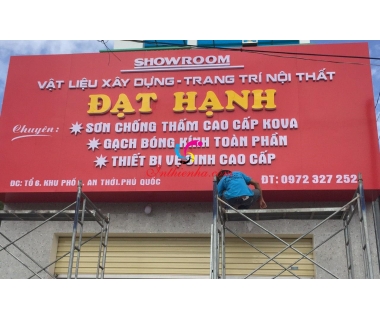 SHOWROOM
VẬT LIỆU XÂY DỰNG - TRANG TRÍ NỘI THẤT
ĐẠT HẠNH
Chuyên:
SƠN CHỐNG THẤM CAO CẤP KOVA
GẠCH BÓNG KÍNH TOÀN PHẦN
THIẾT BỊ VỆ SINH CAO CẤP
ĐC: TỔ 8, KHU PHỐ 1, AN THỚI, PHÚ QUỐC
ĐT: 0972 327 252